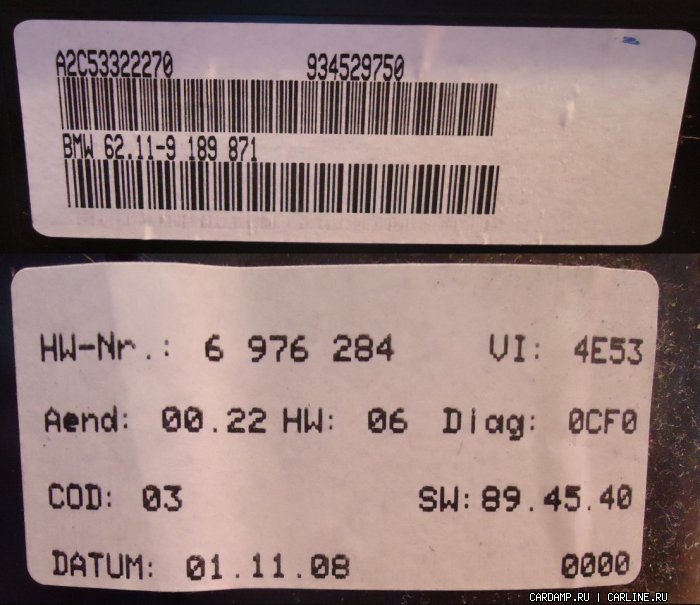 A2C53322270 934529750
BMW 62.11-9 189 871
HW-Nr.: 6 976 284 VI: 4E53
Aend: 00.22 HW: 06 Diag: 0CF0
COD: 03 SW: 89.45.40
DATUM: 01.11.08 0000
CARDAMP.RU | CARLINE.RU